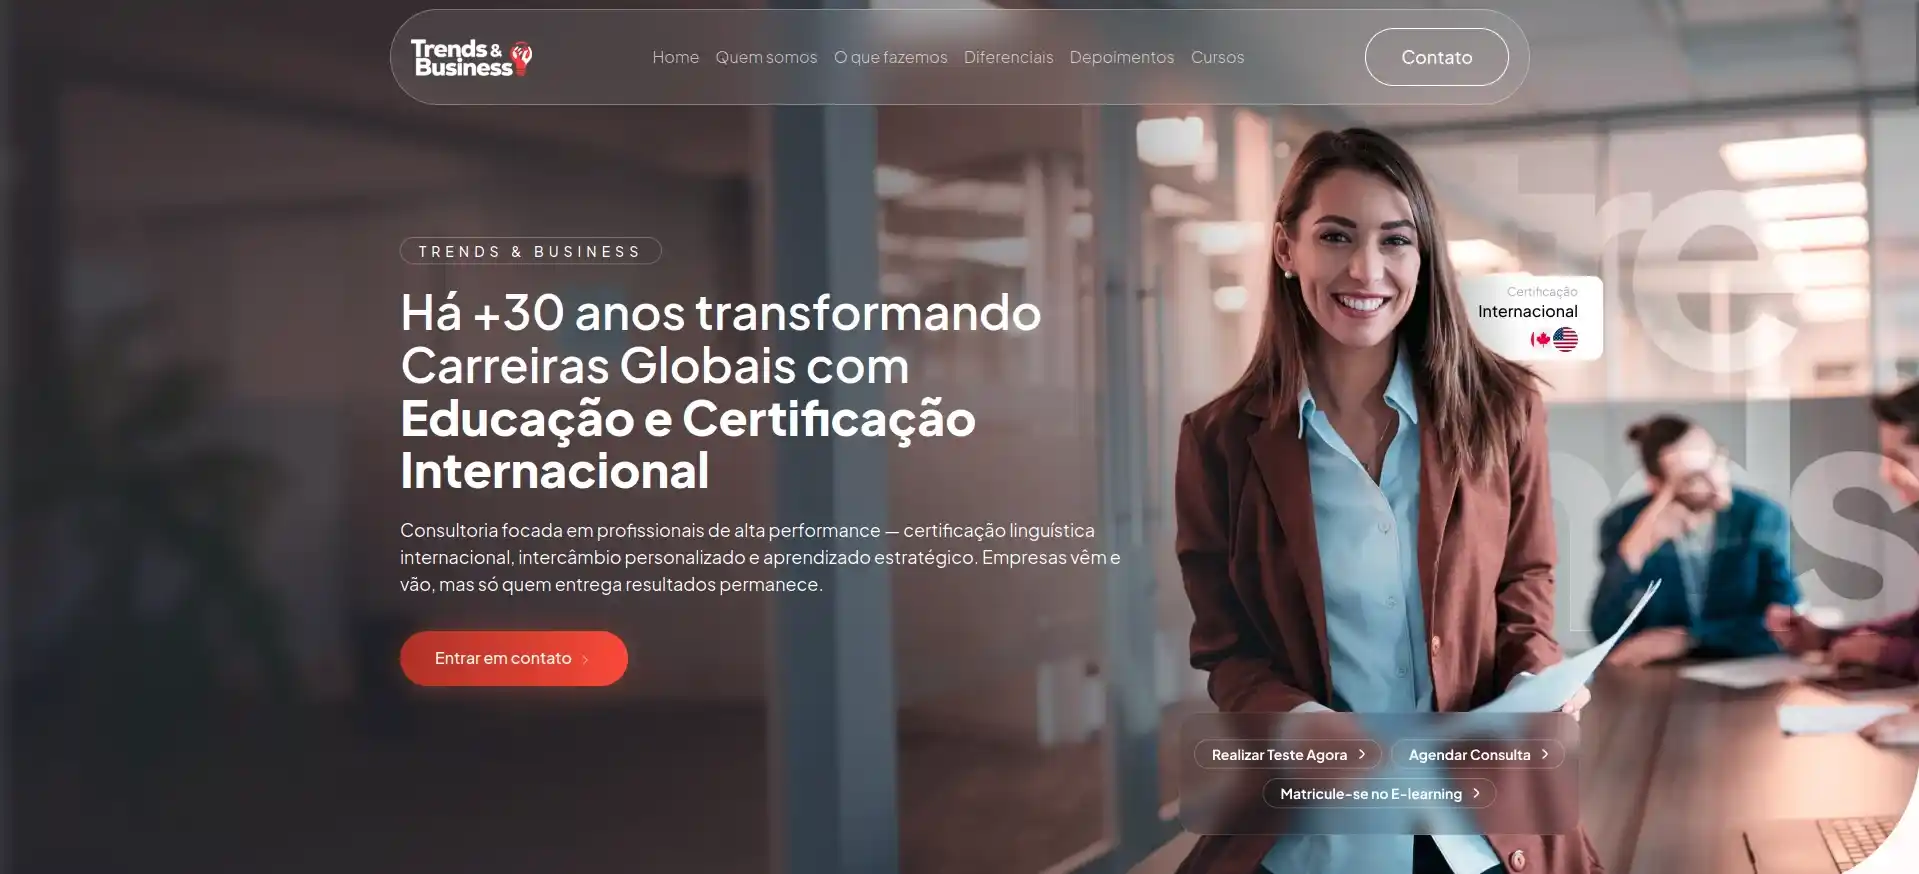 Trends &
Business
Home Quem somos O que fazemos Diferenciais Depoimentos Cursos
Contato
TRENDS & BUSINESS
Há +30 anos transformando
Carreiras Globais com
Educação e Certificação
Internacional
Consultoria focada em profissionais de alta performance — certificação linguística
internacional, intercâmbio personalizado e aprendizado estratégico. Empresas vêm e
vão, mas só quem entrega resultados permanece.
Entrar em contato
Certificação
Internacional
tre
nds
Realizar Teste Agora
Agendar Consulta
Matricule-se no E-learning